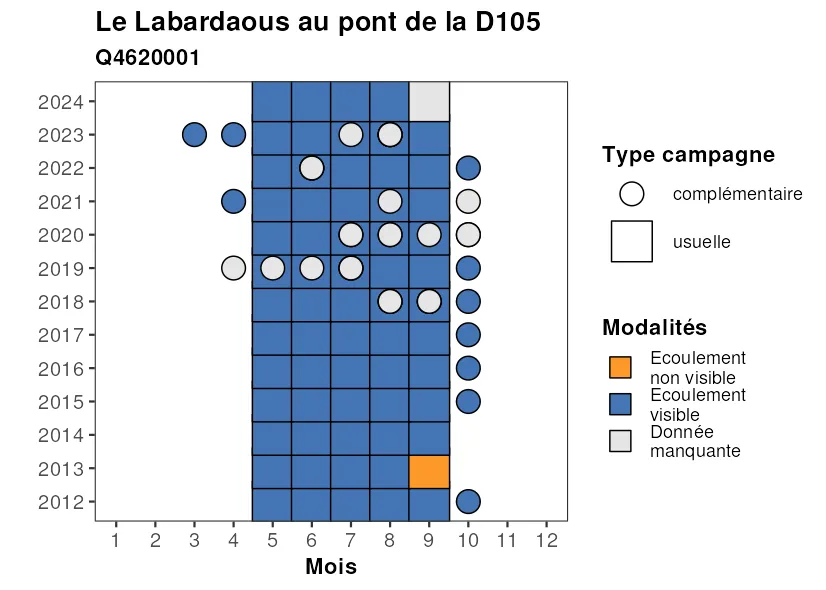 Le Labardaous au pont de la D105
Q4620001
2024
2023
2022
2021
2020
2019
2018
2017
2016
2015
2014
2013
2012
1 2 3 4 5 6 7 8 9 10 11 12
Mois
Type campagne
complémentaire
usuelle
Modalités
Ecoulement
non visible
Ecoulement
visible
Donnée
manquante